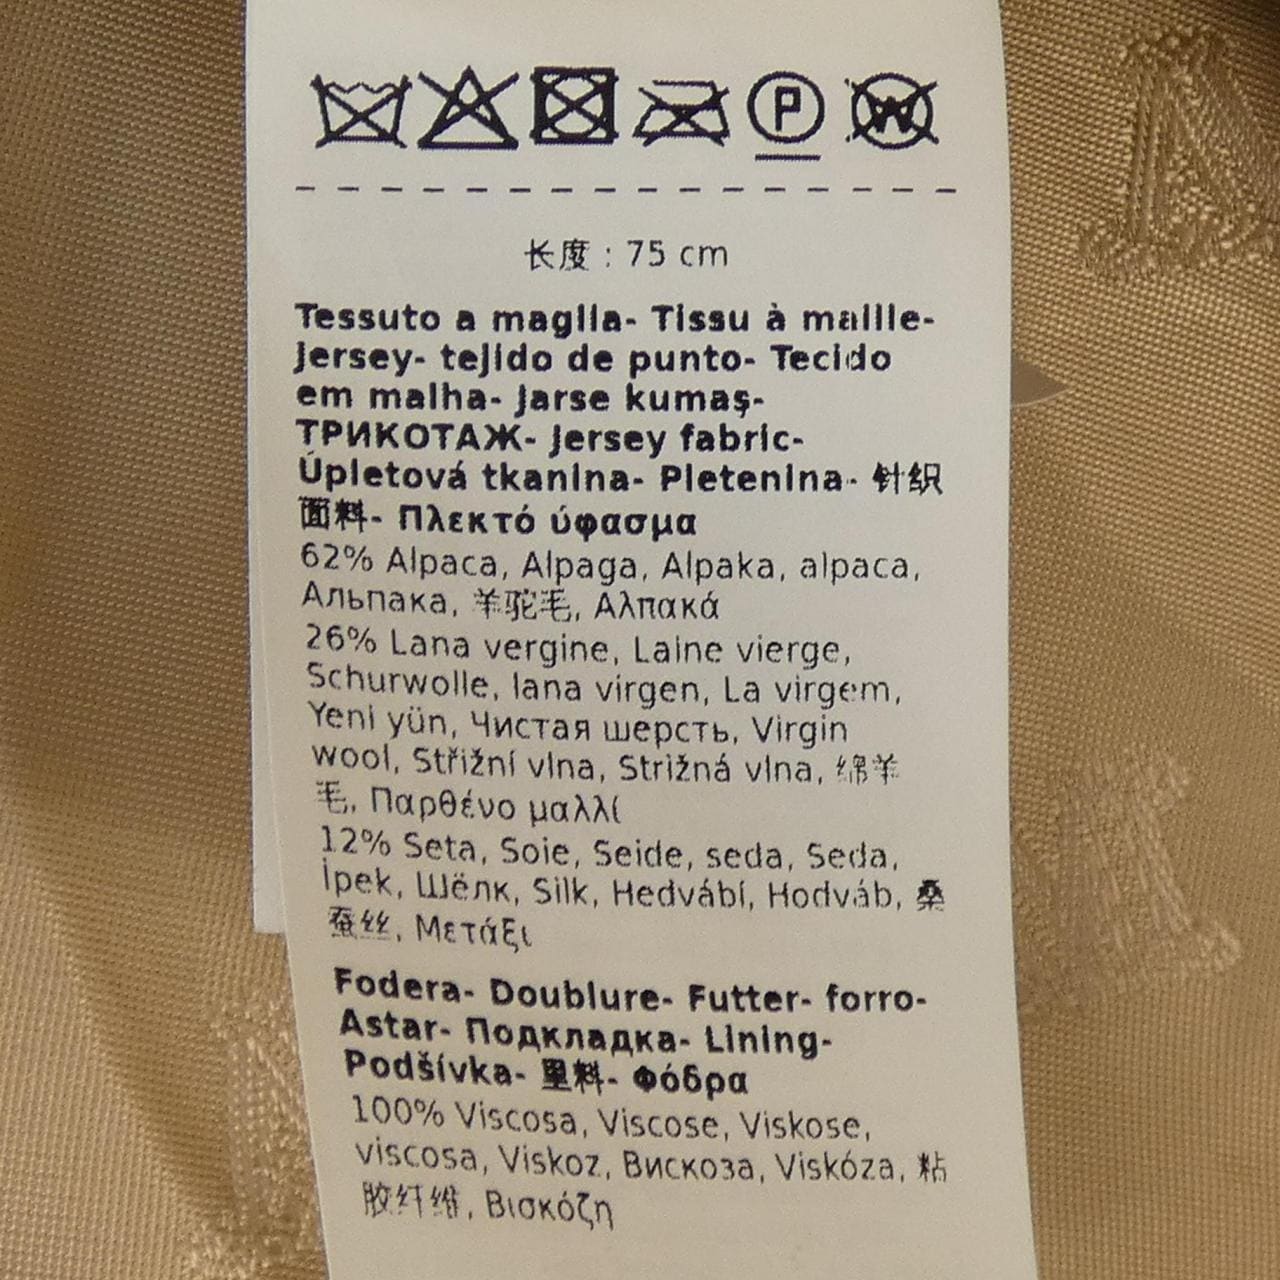 P W
长度 : 75 cm
Tessuto a maglia- Tissu à maille-
Jersey- tejido de punto- Tecido
em malha- Jarse kumaş-
ТРИКОТАЖ- Jersey fabric-
Úpletová tkanina- Pletenina- 针织
面料- Πλεκτό ύφασμα
62% Alpaca, Alpaga, Alpaka, alpaca,
Альпака, 羊驼毛, Αλπακά
26% Lana vergine, Laine vierge,
Schurwolle, lana virgen, La virgem,
Yeni yün, Чистая шерсть, Virgin
wool, Střižní vlna, Strižná vlna, 绵羊
毛, Παρθένο μαλλί
12% Seta, Soie, Seide, seda, Seda,
İpek, Шёлк, Silk, Hedvábí, Hodváb, 桑
蚕丝, Μετάξι
Fodera- Doublure- Futter- forro-
Astar- Подкладка- Lining-
Podšívka- 里料- Φόδρα
100% Viscosa, Viscose, Viskose,
viscosa, Viskoz, Вискоза, Viskóza, 粘
胶纤维, Βισκόζη